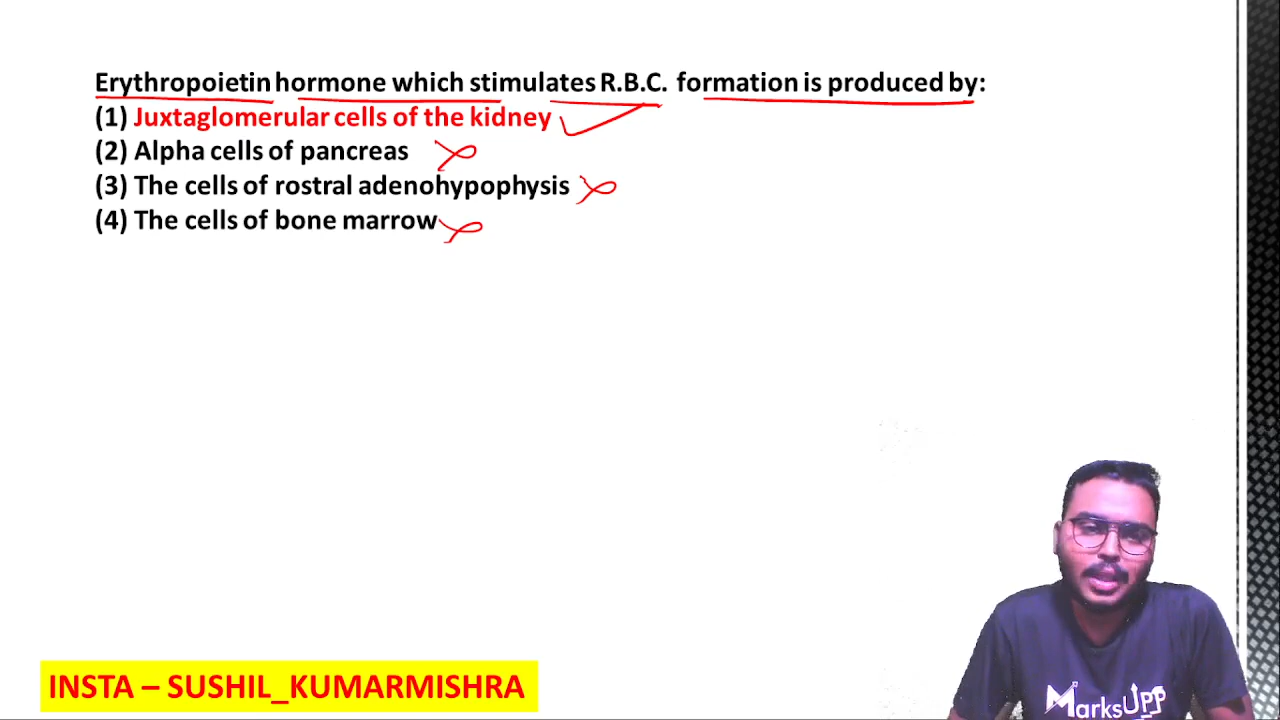 Erythropoietin hormone which stimulates R.B.C. formation is produced by:
(1) Juxtaglomerular cells of the kidney
(2) Alpha cells of pancreas
(3) The cells of rostral adenohypophysis
(4) The cells of bone marrow
INSTA – SUSHIL_KUMARMISHRA
MarksUPP